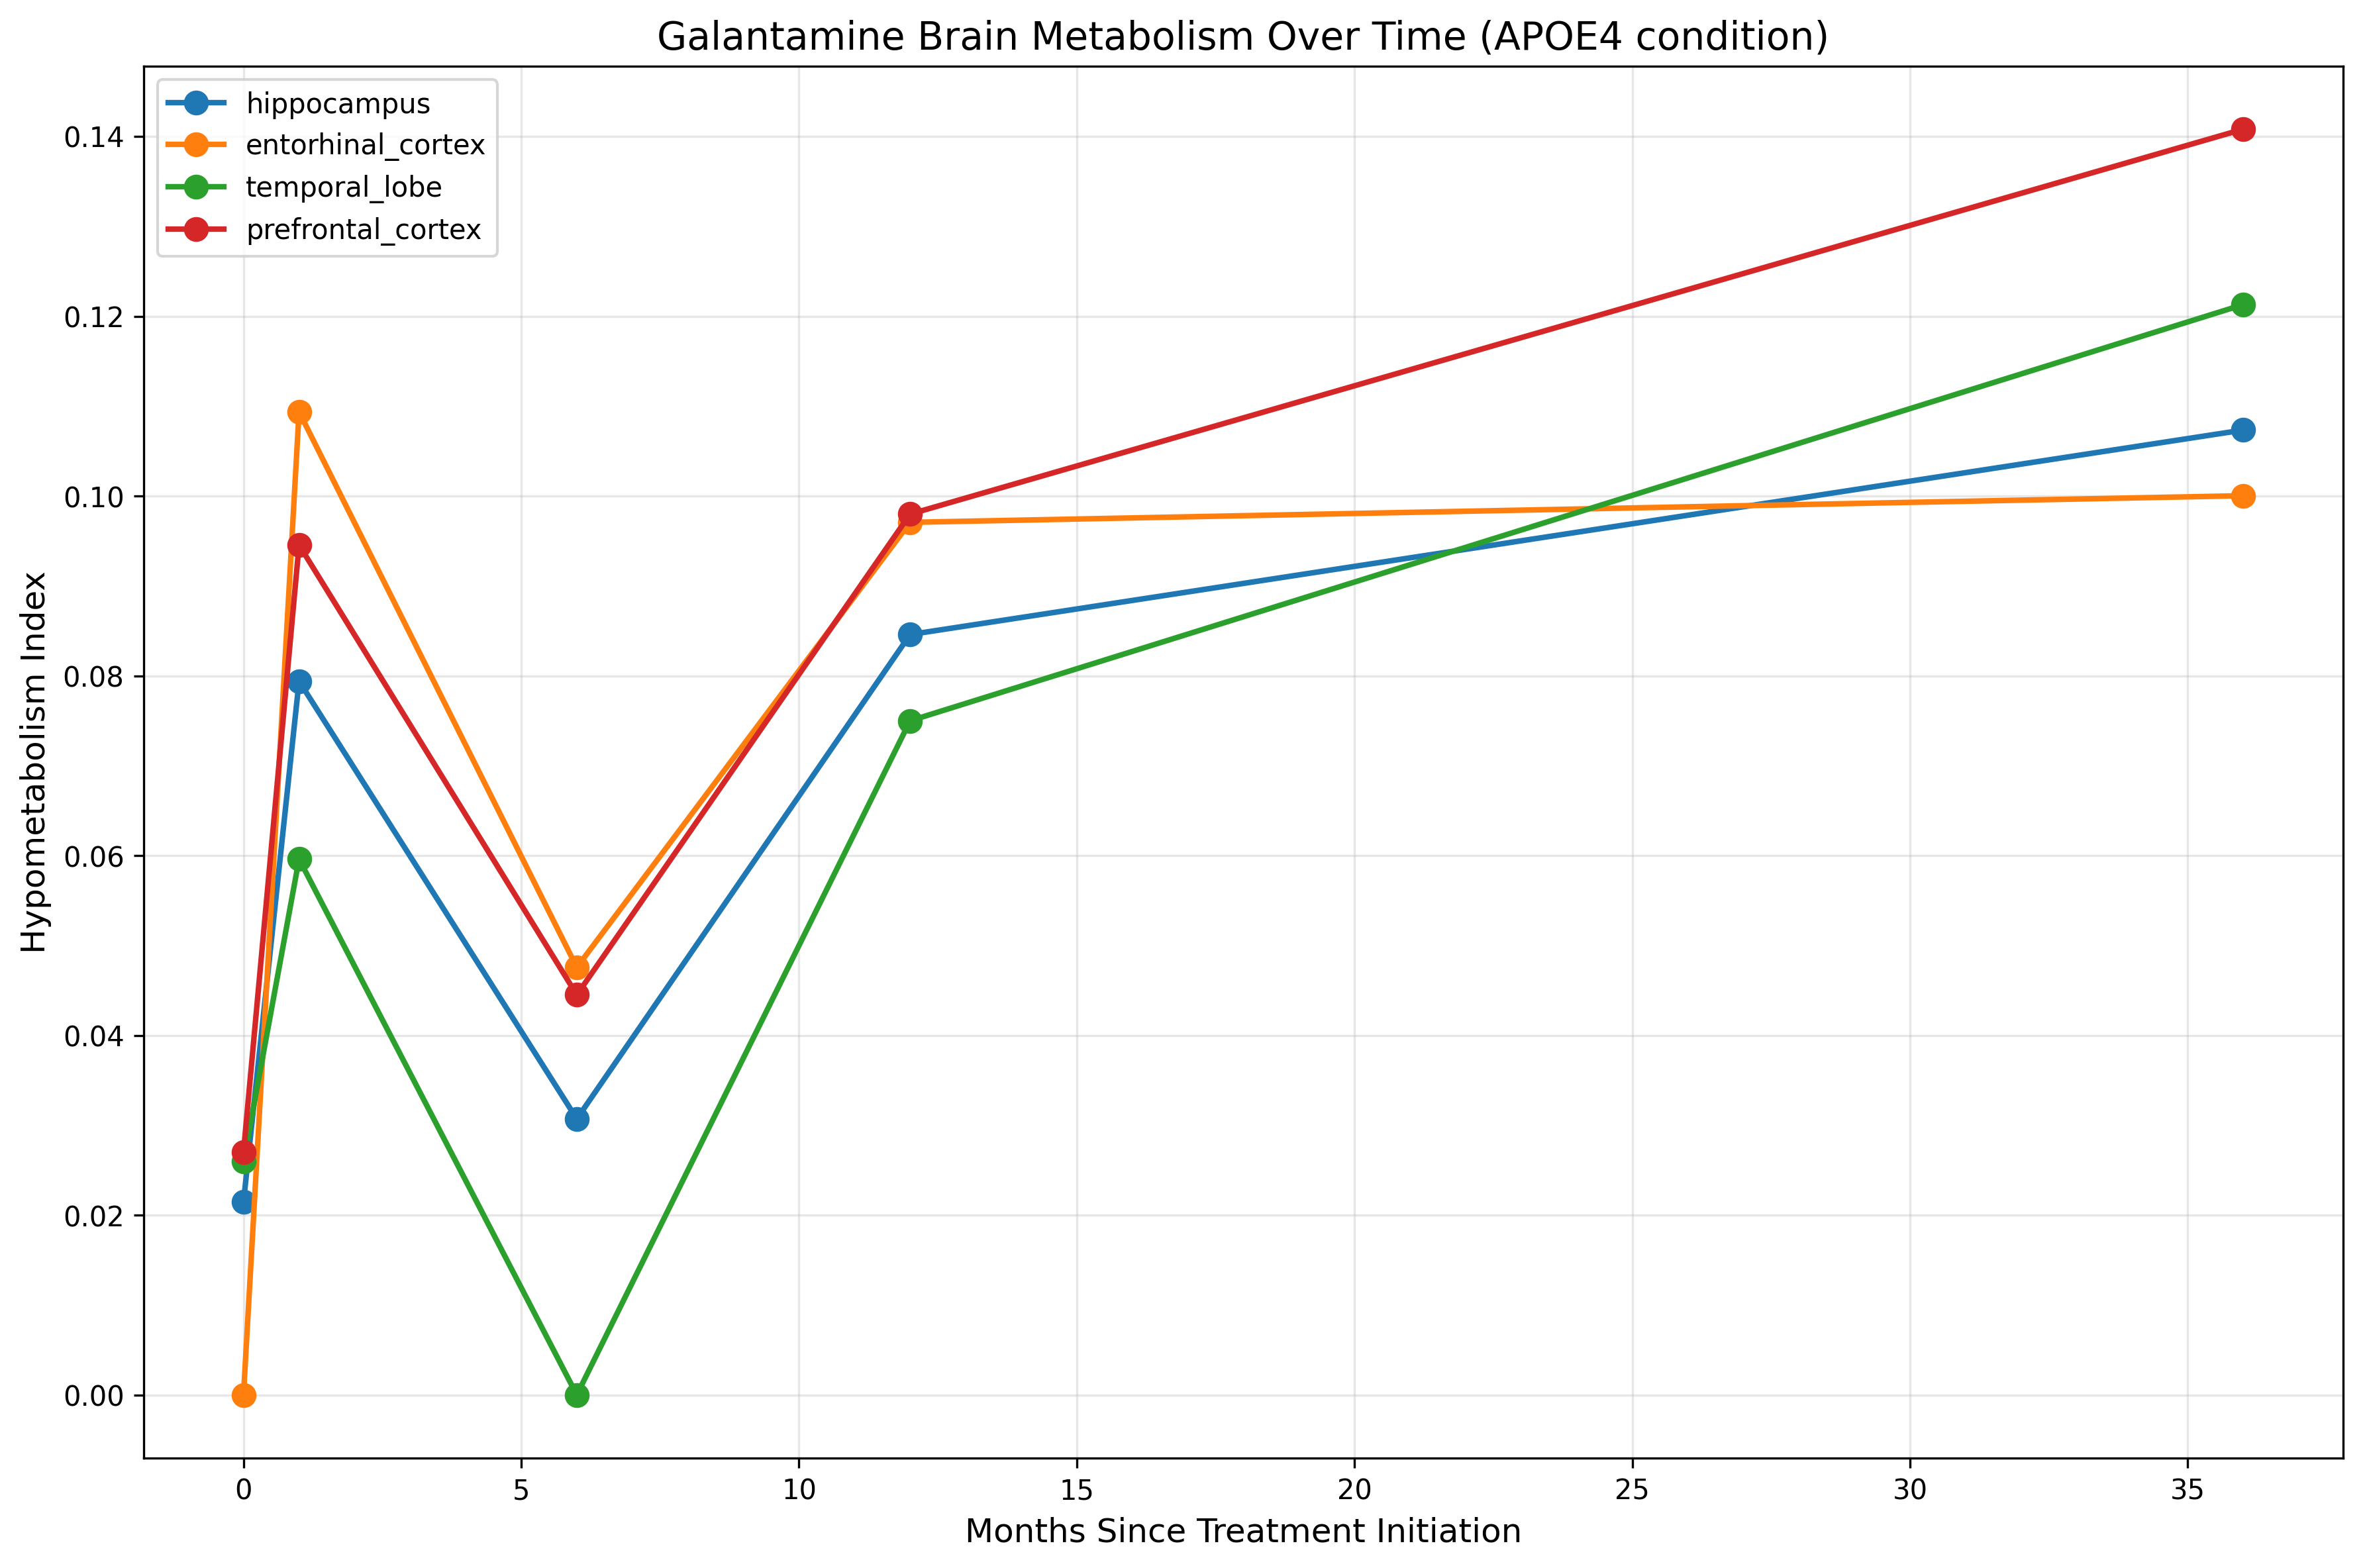 Galantamine Brain Metabolism Over Time (APOE4 condition)
hippocampus
entorhinal_cortex
temporal_lobe
prefrontal_cortex
Hypometabolism Index
0.14
0.12
0.10
0.08
0.06
0.04
0.02
0.00
0 5 10 15 20 25 30 35
Months Since Treatment Initiation